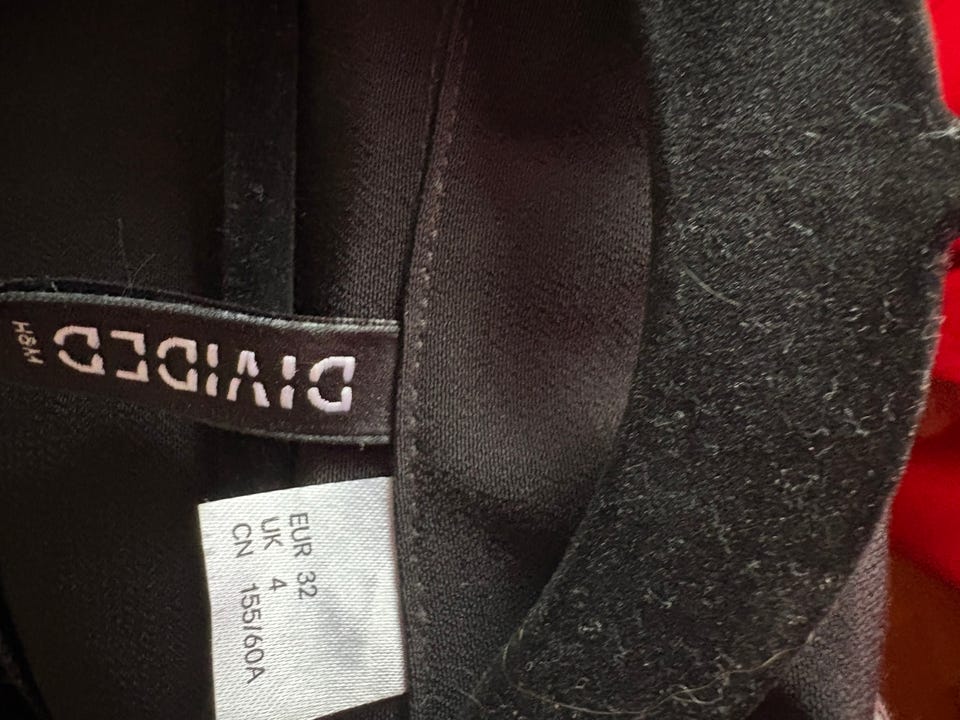 DIVIDED
H&M
EUR 32
UK 4
CN 155/60A